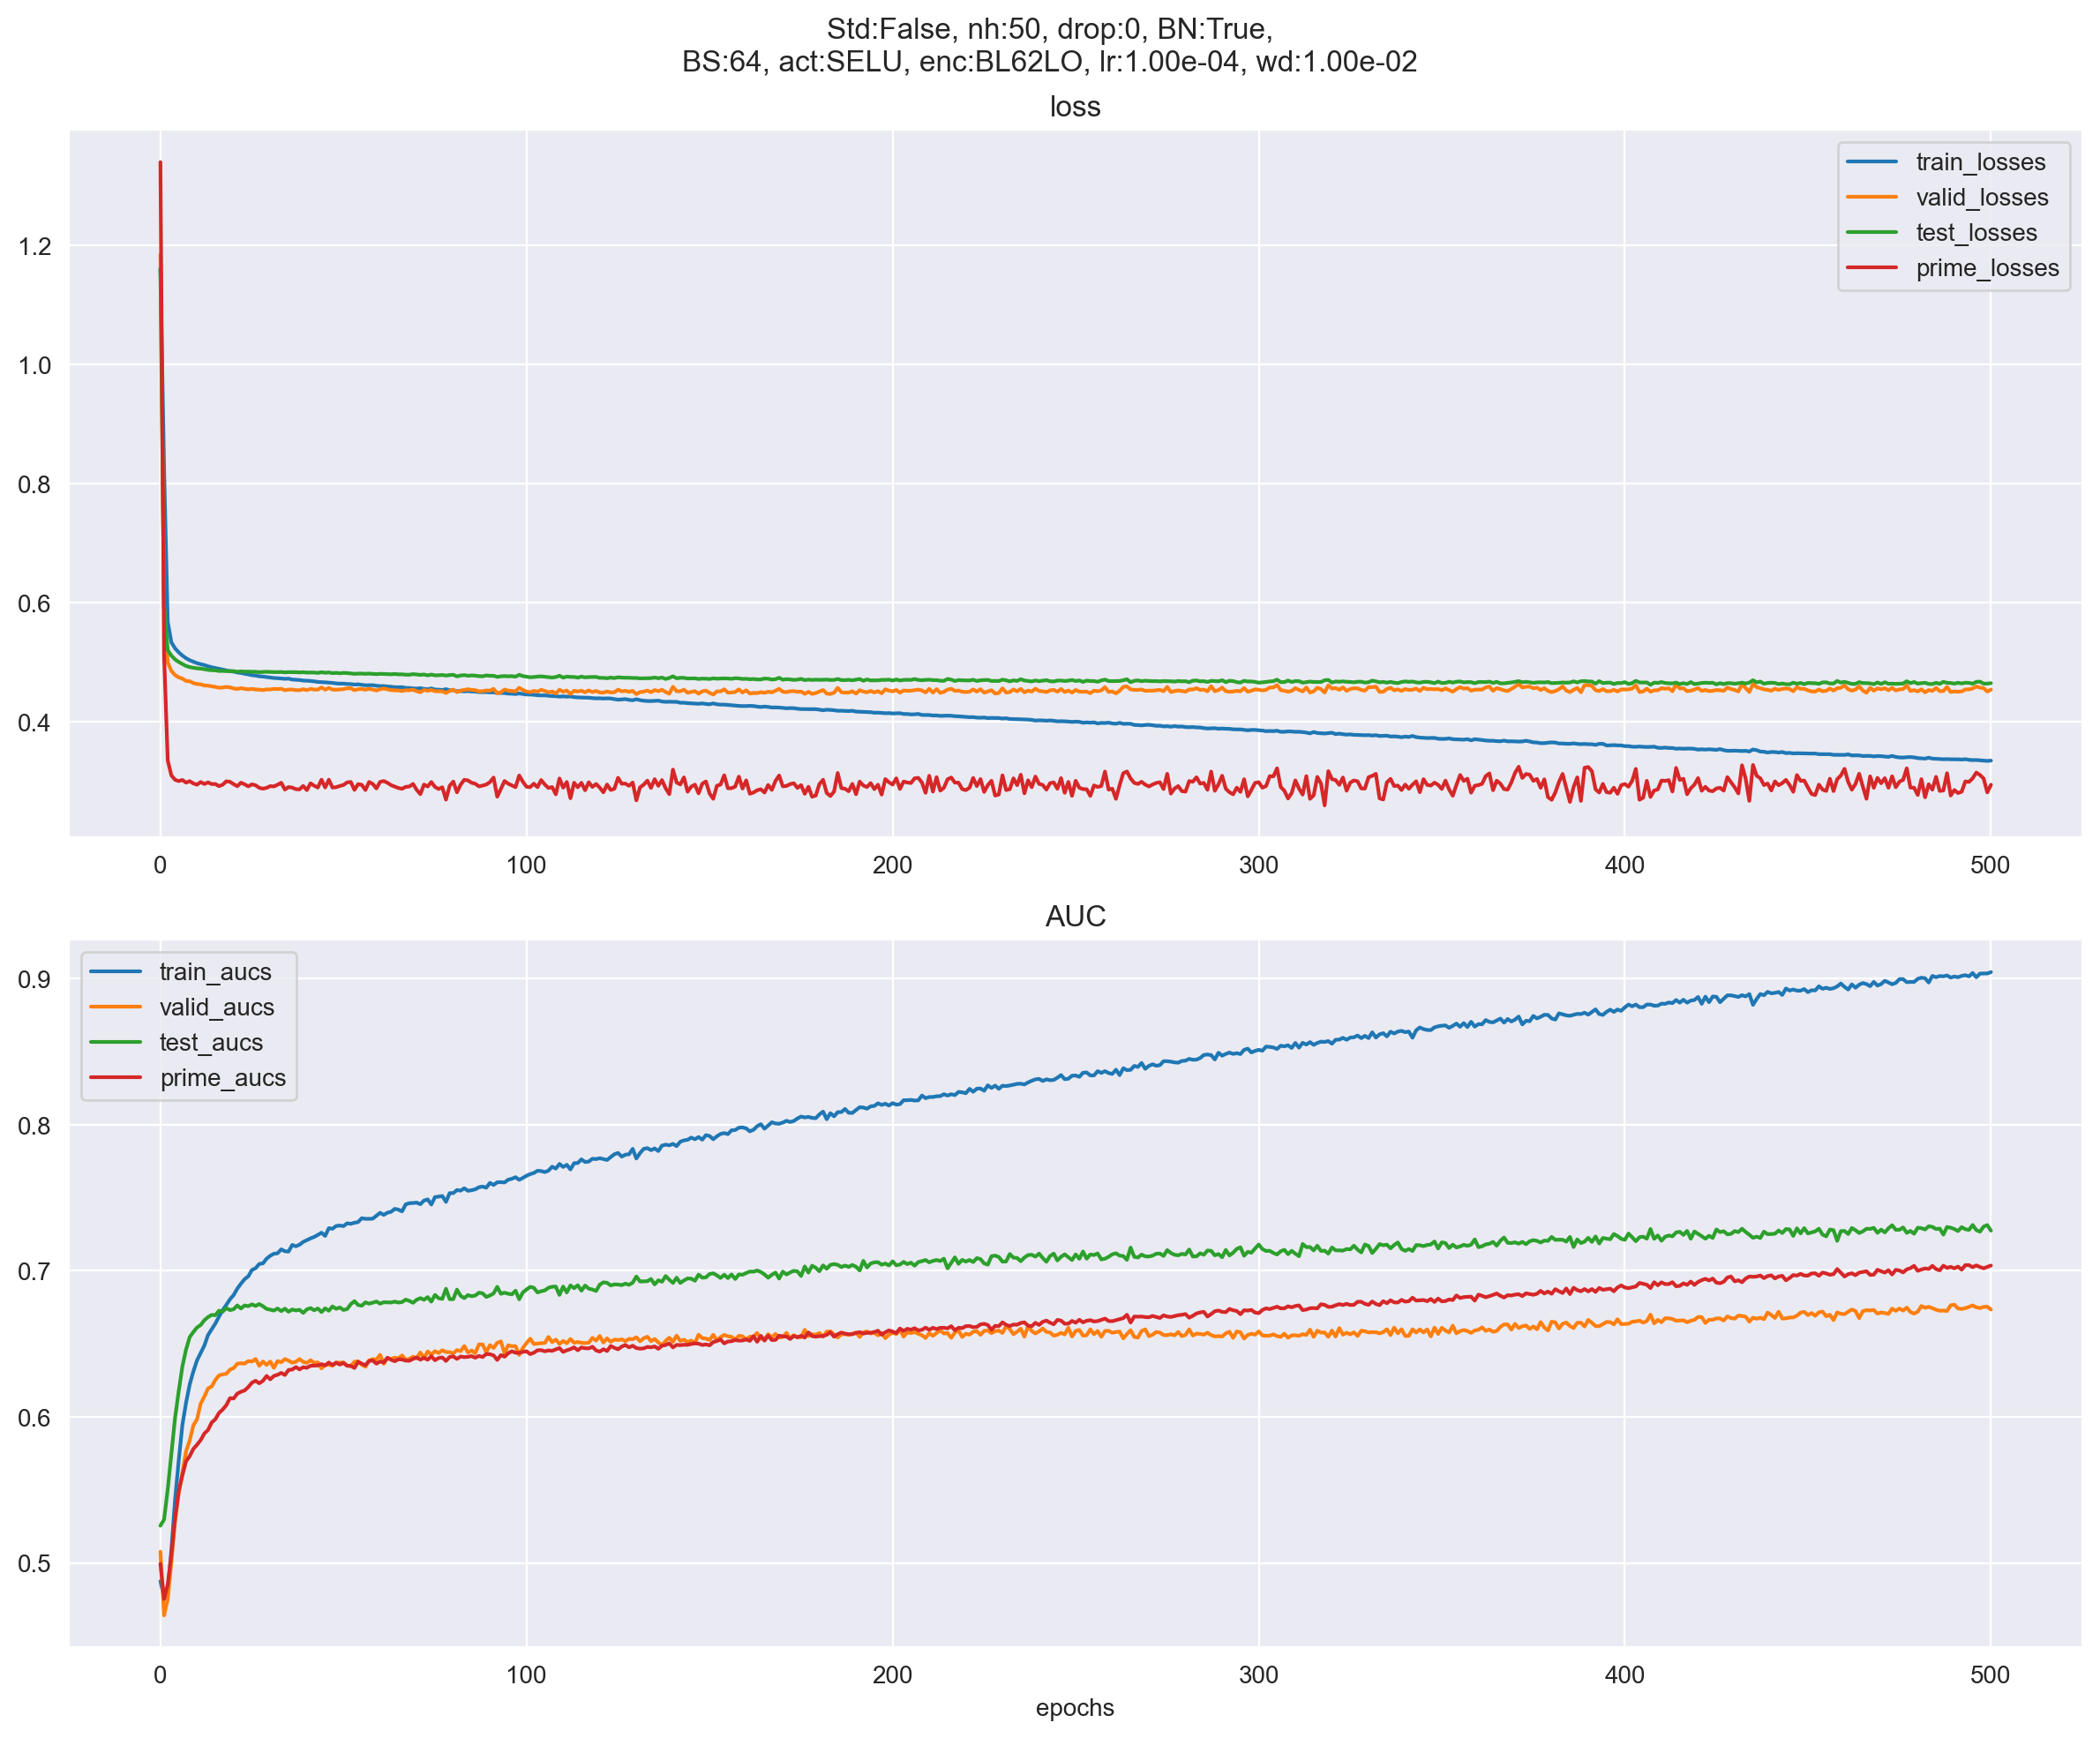 Std:False, nh:50, drop:0, BN:True,
BS:64, act:SELU, enc:BL62LO, lr:1.00e-04, wd:1.00e-02
loss
train_losses
valid_losses
test_losses
prime_losses
1.2
1.0
0.8
0.6
0.4
0 100 200 300 400 500
AUC
train_aucs
valid_aucs
test_aucs
prime_aucs
0.9
0.8
0.7
0.6
0.5
0 100 200 300 400 500
epochs